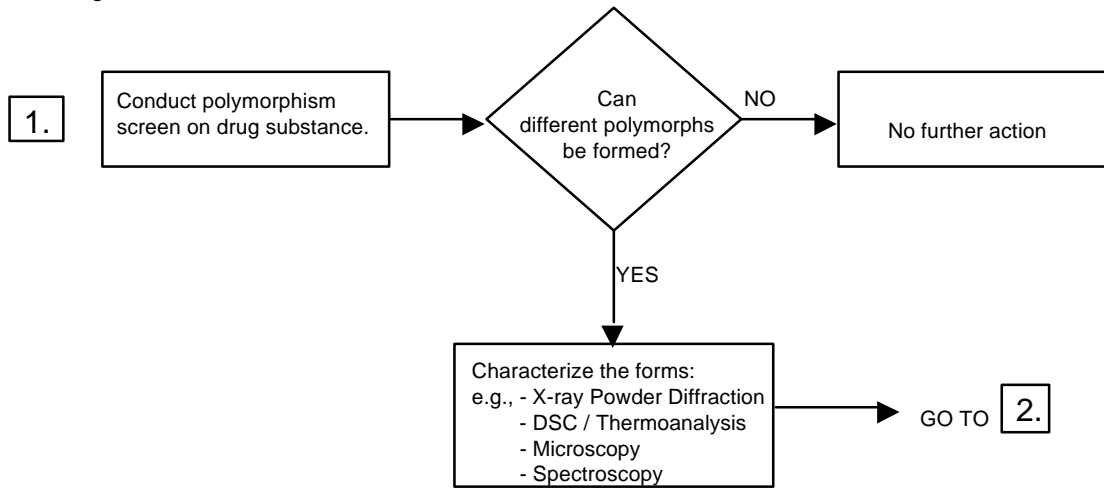 1.
Conduct polymorphism
screen on drug substance.
Can
different polymorphs
be formed?
NO
No further action
YES
Characterize the forms:
e.g., - X-ray Powder Diffraction
- DSC / Thermoanalysis
- Microscopy
- Spectroscopy
GO TO 2.